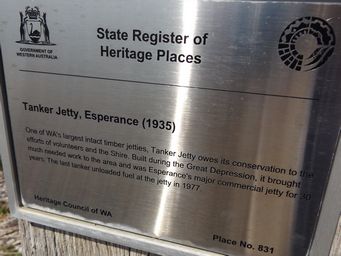 GOVERNMENT OF
WESTERN AUSTRALIA
State Register of
Heritage Places
Tanker Jetty, Esperance (1935)
One of WA's largest intact timber jetties, Tanker Jetty owes its conservation to the
efforts of volunteers and the Shire. Built during the Great Depression, it brought
much needed work to the area and was Esperance's major commercial jetty for 30
years. The last tanker unloaded fuel at the jetty in 1977.
Heritage Council of WA
Place No. 831